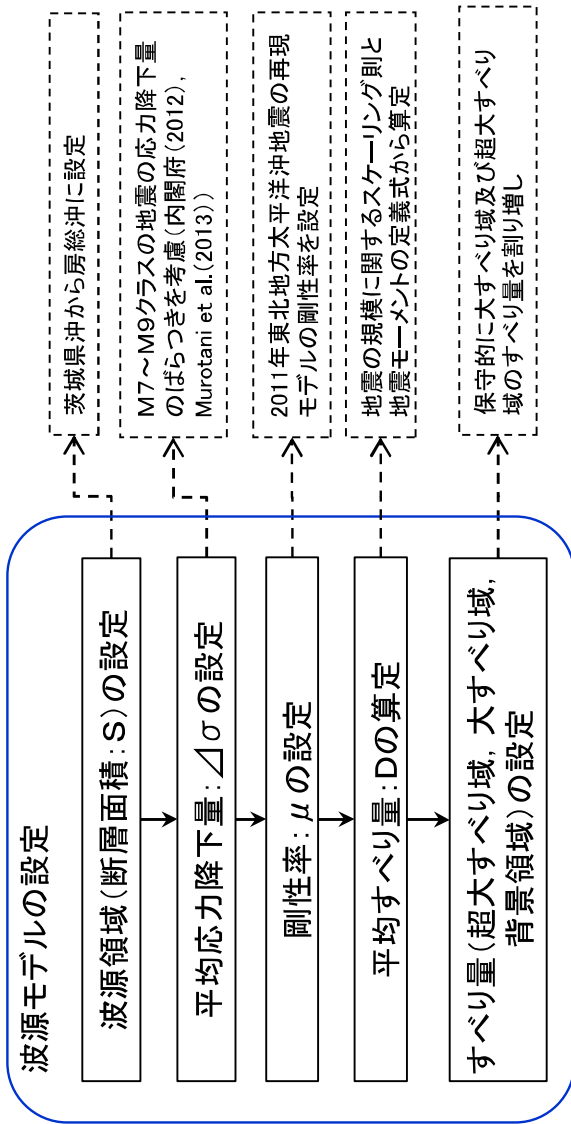 波源モデルの設定
波源領域(断層面積:S)の設定
茨城県沖から房総沖に設定
平均応力降下量:Δσの設定
M7～M9クラスの地震の応力降下量
のばらつきを考慮(内閣府(2012),
Murotani et al.(2013))
剛性率:μの設定
2011年東北地方太平洋沖地震の再現
モデルの剛性率を設定
平均すべり量:Dの算定
地震の規模に関するスケーリング則と
地震モーメントの定義式から算定
すべり量(超大すべり域, 大すべり域,
背景領域)の設定
保守的に大すべり域及び超大すべり
域のすべり量を割り増し